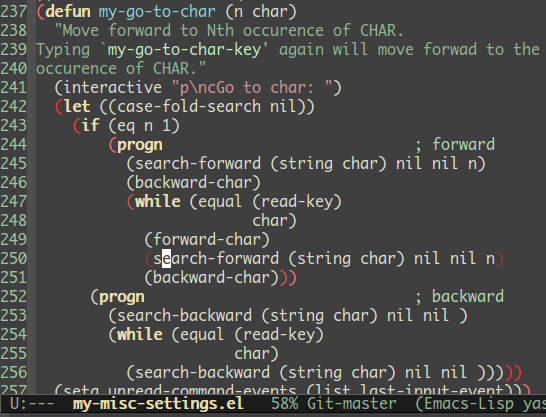 237 (defun my-go-to-char (n char)
238   "Move forward to Nth occurence of CHAR.
239 Typing `my-go-to-char-key' again will move forwad to the
240 occurence of CHAR."
241   (interactive "p\ncGo to char: ")
242   (let ((case-fold-search nil))
243     (if (eq n 1)
244         (progn                            ; forward
245           (search-forward (string char) nil nil n)
246           (backward-char)
247           (while (equal (read-key)
248                         char)
249             (forward-char)
250             (search-forward (string char) nil nil n)
251             (backward-char)))
252       (progn                              ; backward
253         (search-backward (string char) nil nil )
254         (while (equal (read-key)
255                       char)
256           (search-backward (string char) nil nil )))))
257   (setq unread-command-events (list last-input-event)))
U:---  my-misc-settings.el   58% Git-master  (Emacs-Lisp yas